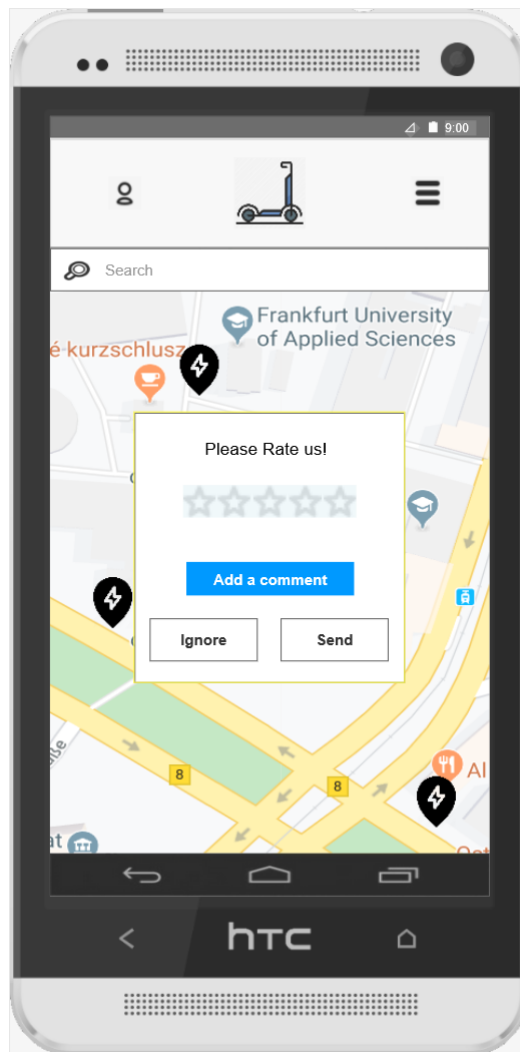 9:00
Search
Frankfurt University
of Applied Sciences
é kurzschlusz
Please Rate us!
Add a comment
Ignore
Send
8
8
Al
at
hTC